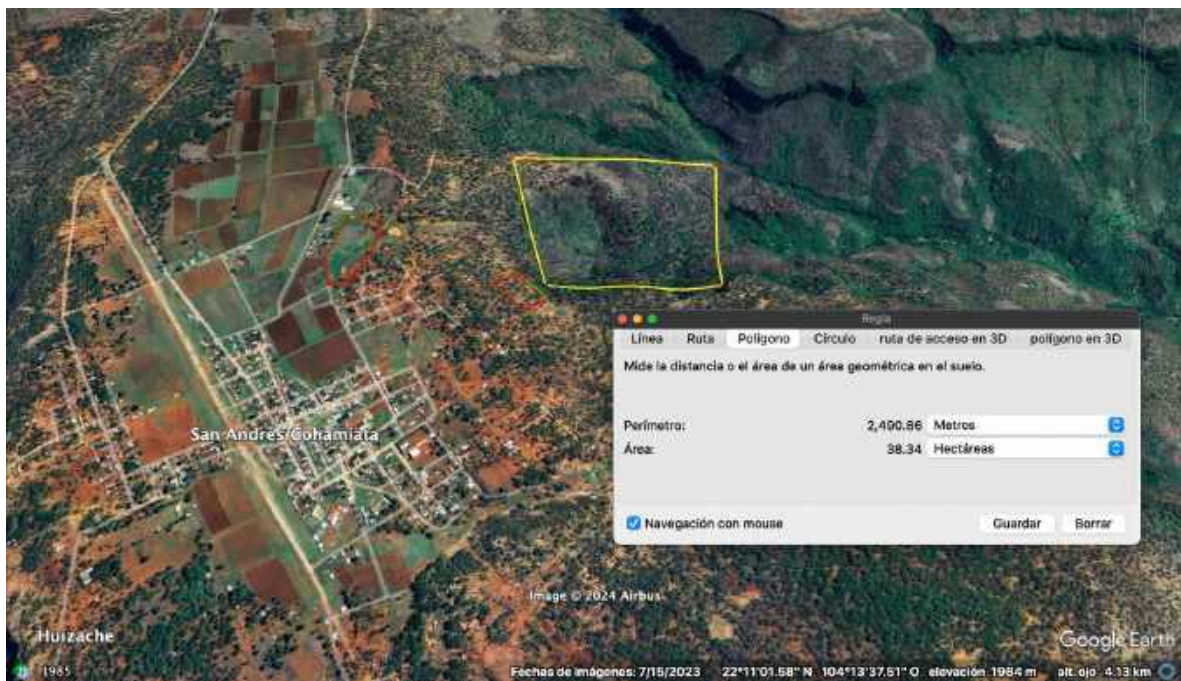 Regla
Línea Ruta Polígono Círculo ruta de acceso en 3D polígono en 3D
Mide la distancia o el área de un área geométrica en el suelo.
Perímetro: 2,490.86 Metros
Área: 38.34 Hectáreas
Navegación con mouse Guardar Borrar
San Andrés Cohamiata
Image © 2024 Airbus
Huizache
Google Earth
1985
Fechas de imágenes: 7/15/2023 22°11'01.58" N 104°13'37.51" O elevación 1984 m alt. ojo 4.13 km